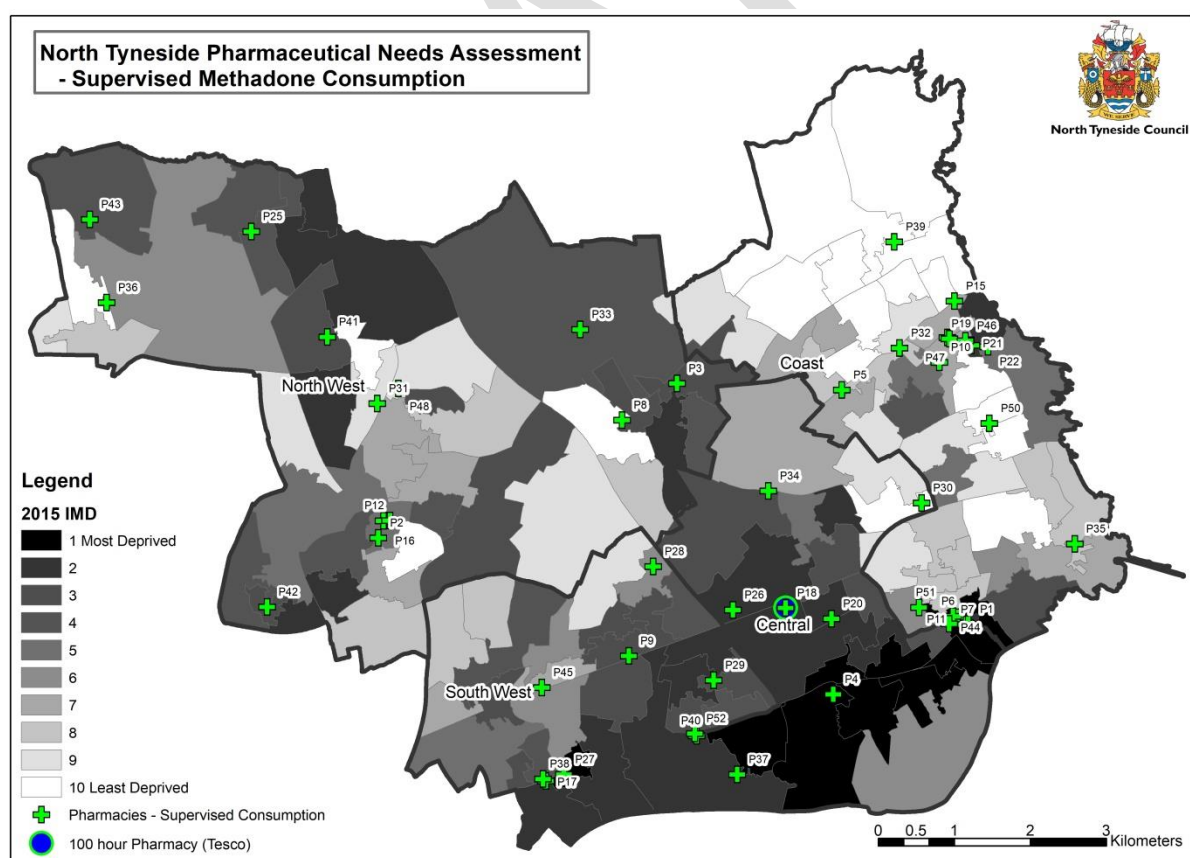 North Tyneside Pharmaceutical Needs Assessment
- Supervised Methadone Consumption
North Tyneside Council
P43
P25
P39
P36
P15
P41
P33
P32
P19
P46
P10
P21
P47
P22
Coast
P5
P3
North West
P31
P48
P8
P50
P34
P30
P12
P2
P16
P35
P28
P42
P26
P18
P20
Central
P51
P6
P7
P1
P11
P44
P9
P45
P29
South West
P4
P40
P52
P38
P27
P17
P37
Legend
2015 IMD
1 Most Deprived
2
3
4
5
6
7
8
9
10 Least Deprived
Pharmacies - Supervised Consumption
100 hour Pharmacy (Tesco)
0 0.5 1 2 3
Kilometers